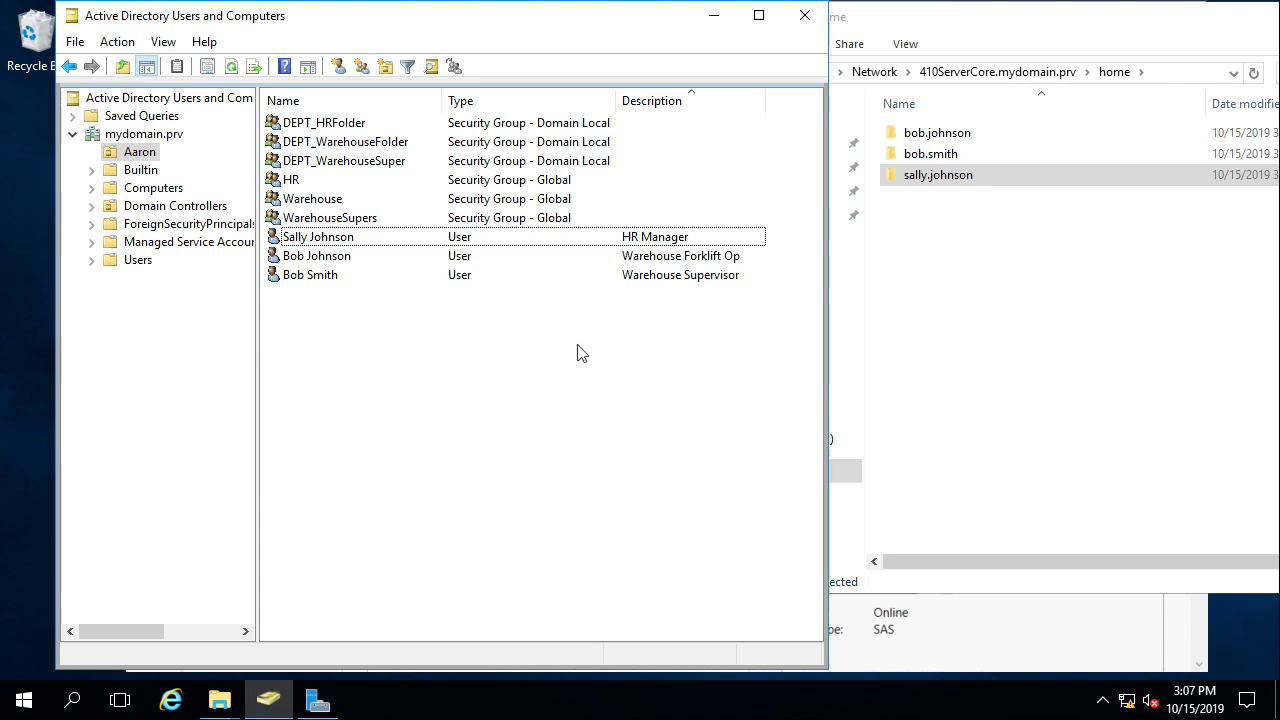 Recycle B
Active Directory Users and Computers
File Action View Help
Active Directory Users and Com
Saved Queries
mydomain.prv
Aaron
Builtin
Computers
Domain Controllers
ForeignSecurityPrincipals
Managed Service Accoun
Users
Name Type Description
DEPT_HRFolder Security Group - Domain Local
DEPT_WarehouseFolder Security Group - Domain Local
DEPT_WarehouseSuper Security Group - Domain Local
HR Security Group - Global
Warehouse Security Group - Global
WarehouseSupers Security Group - Global
Sally Johnson User HR Manager
Bob Johnson User Warehouse Forklift Op
Bob Smith User Warehouse Supervisor
me
Share View
Network 410ServerCore.mydomain.prv home
Name Date modifie
bob.johnson 10/15/2019 3
bob.smith 10/15/2019 3
sally.johnson 10/15/2019 3
)
ected
Online
pe: SAS
3:07 PM
10/15/2019